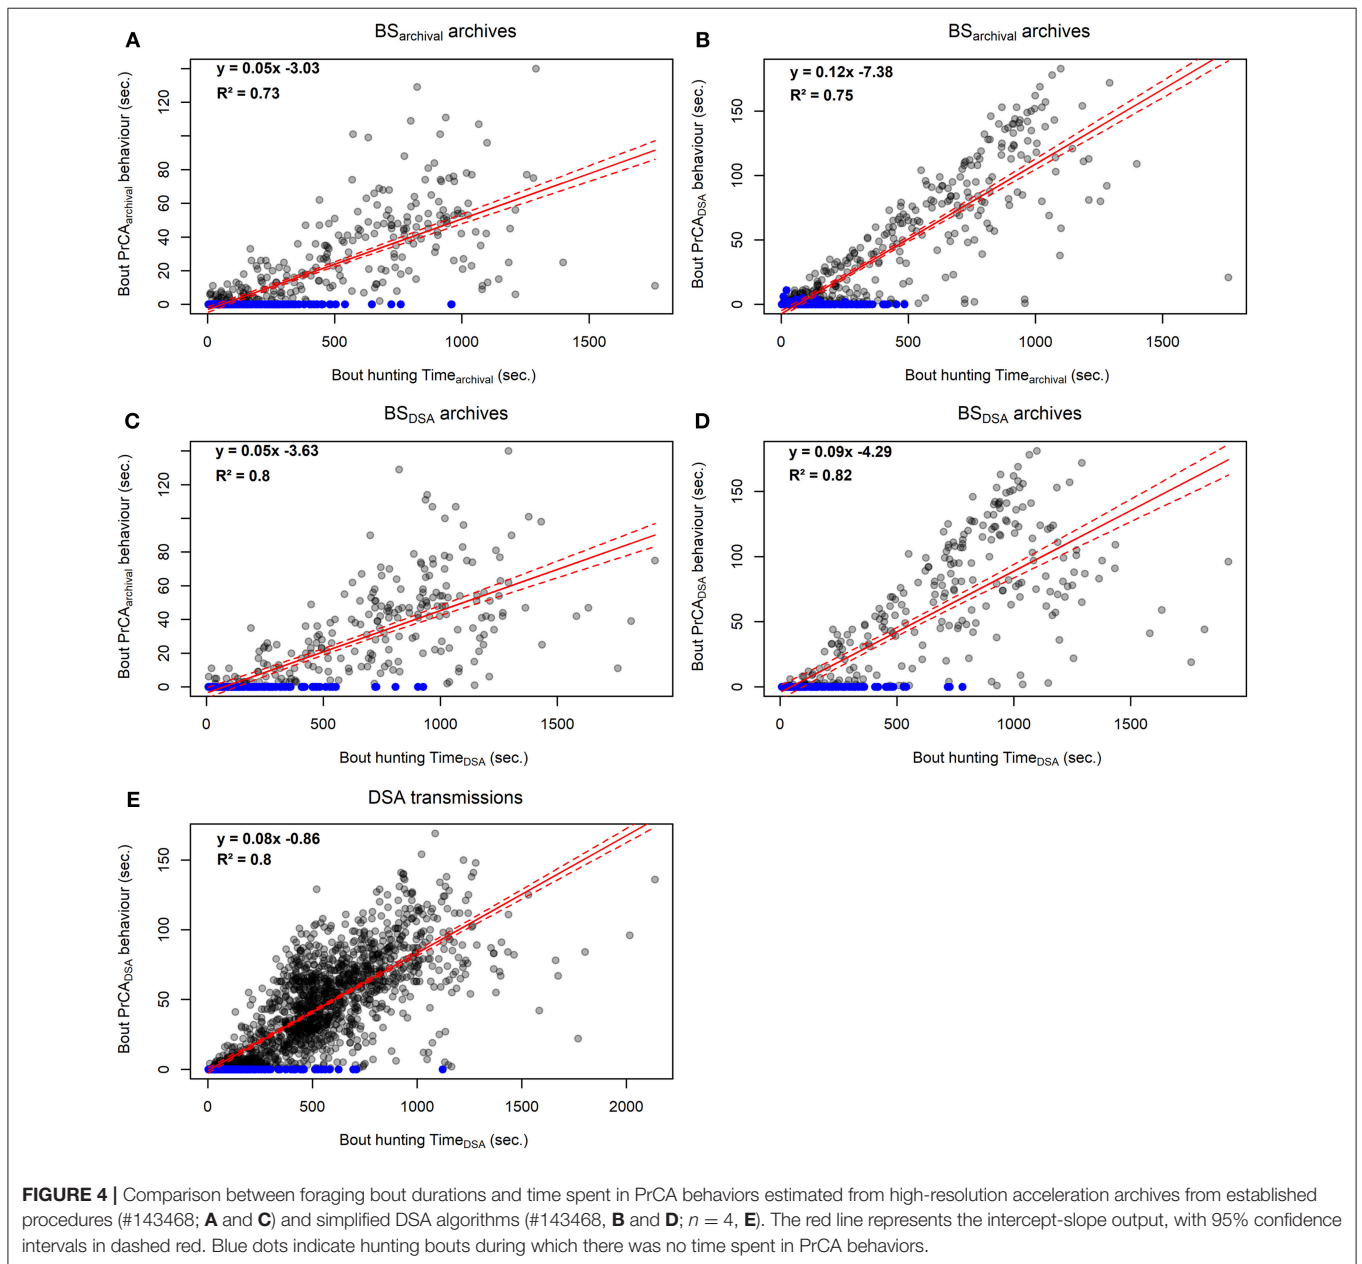 A
BSarchival archives
y = 0.05x -3.03
R² = 0.73
Bout PrCAarchival behaviour (sec.)
0 20 40 60 80 120
0 500 1000 1500
Bout hunting Timearchival (sec.)
B
BSarchival archives
y = 0.12x -7.38
R² = 0.75
Bout PrCADSA behaviour (sec.)
0 50 100 150
0 500 1000 1500
Bout hunting Timearchival (sec.)
C
BSDSA archives
y = 0.05x -3.63
R² = 0.8
Bout PrCAarchival behaviour (sec.)
0 20 40 60 80 120
0 500 1000 1500
Bout hunting TimeDSA (sec.)
D
BSDSA archives
y = 0.09x -4.29
R² = 0.82
Bout PrCADSA behaviour (sec.)
0 50 100 150
0 500 1000 1500
Bout hunting TimeDSA (sec.)
E
DSA transmissions
y = 0.08x -0.86
R² = 0.8
Bout PrCADSA behaviour (sec.)
0 50 100 150
0 500 1000 1500 2000
Bout hunting TimeDSA (sec.)
FIGURE 4 | Comparison between foraging bout durations and time spent in PrCA behaviors estimated from high-resolution acceleration archives from established
procedures (#143468; A and C) and simplified DSA algorithms (#143468, B and D; n = 4, E). The red line represents the intercept-slope output, with 95% confidence
intervals in dashed red. Blue dots indicate hunting bouts during which there was no time spent in PrCA behaviors.